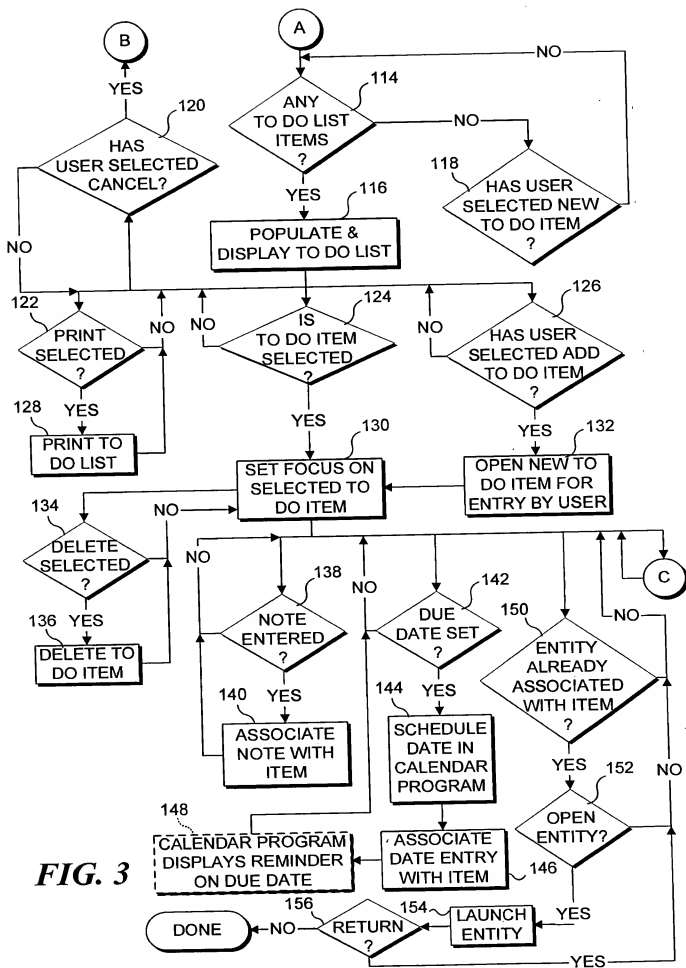 B
A
NO
YES
114
120
ANY
TO DO LIST
ITEMS
?
NO
HAS
USER SELECTED
CANCEL?
118
HAS USER
SELECTED NEW
TO DO ITEM
?
YES
116
POPULATE &
DISPLAY TO DO LIST
NO
122
PRINT
SELECTED
?
NO
NO
124
IS
TO DO ITEM
SELECTED
?
NO
126
HAS USER
SELECTED ADD
TO DO ITEM
?
YES
128
PRINT TO
DO LIST
YES
130
SET FOCUS ON
SELECTED TO
DO ITEM
YES
132
OPEN NEW TO
DO ITEM FOR
ENTRY BY USER
134
DELETE
SELECTED
?
NO
YES
136
DELETE TO
DO ITEM
NO
138
NOTE
ENTERED
?
YES
140
ASSOCIATE
NOTE WITH
ITEM
NO
142
DUE
DATE SET
?
YES
144
SCHEDULE
DATE IN
CALENDAR
PROGRAM
C
NO
150
ENTITY
ALREADY
ASSOCIATED
WITH ITEM
?
YES
NO
152
OPEN
ENTITY?
148
CALENDAR PROGRAM
DISPLAYS REMINDER
ON DUE DATE
ASSOCIATE
DATE ENTRY
WITH ITEM
146
FIG. 3
YES
154
LAUNCH
ENTITY
156
RETURN
?
NO
DONE
YES